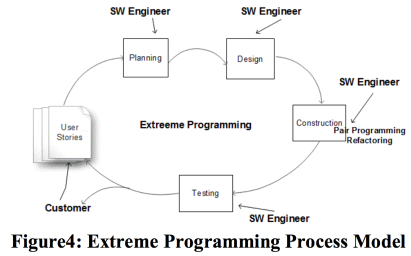 SW Engineer
SW Engineer
Planning
Design
SW Engineer
User
Stories
Extreeme Programming
Construction
Pair Programming
Refactoring
Testing
Customer
SW Engineer
Figure4: Extreme Programming Process Model